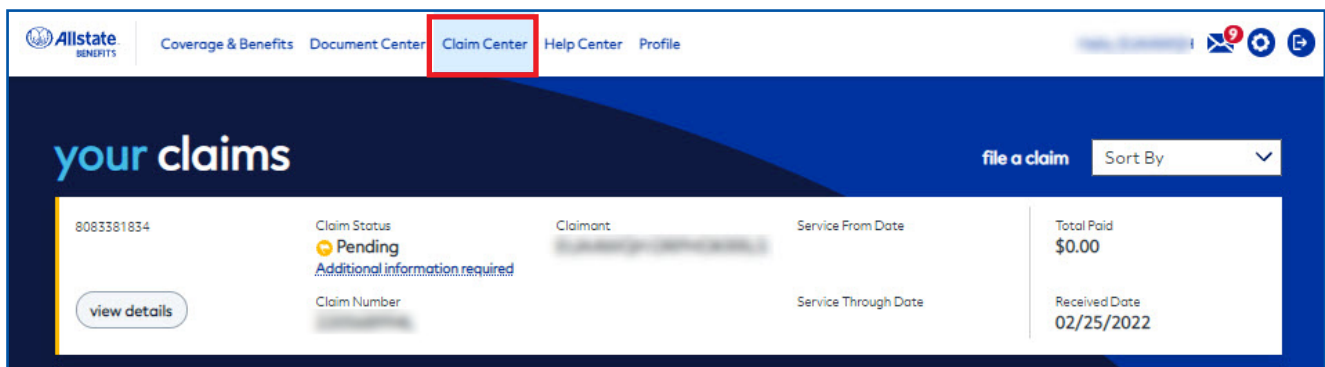 Allstate
BENEFITS
Coverage & Benefits Document Center Claim Center Help Center Profile
9
your claims
file a claim Sort By
8083381834 Claim Status Claimant Service From Date Total Paid
Pending $0.00
Additional information required
view details Claim Number Service Through Date Received Date
02/25/2022